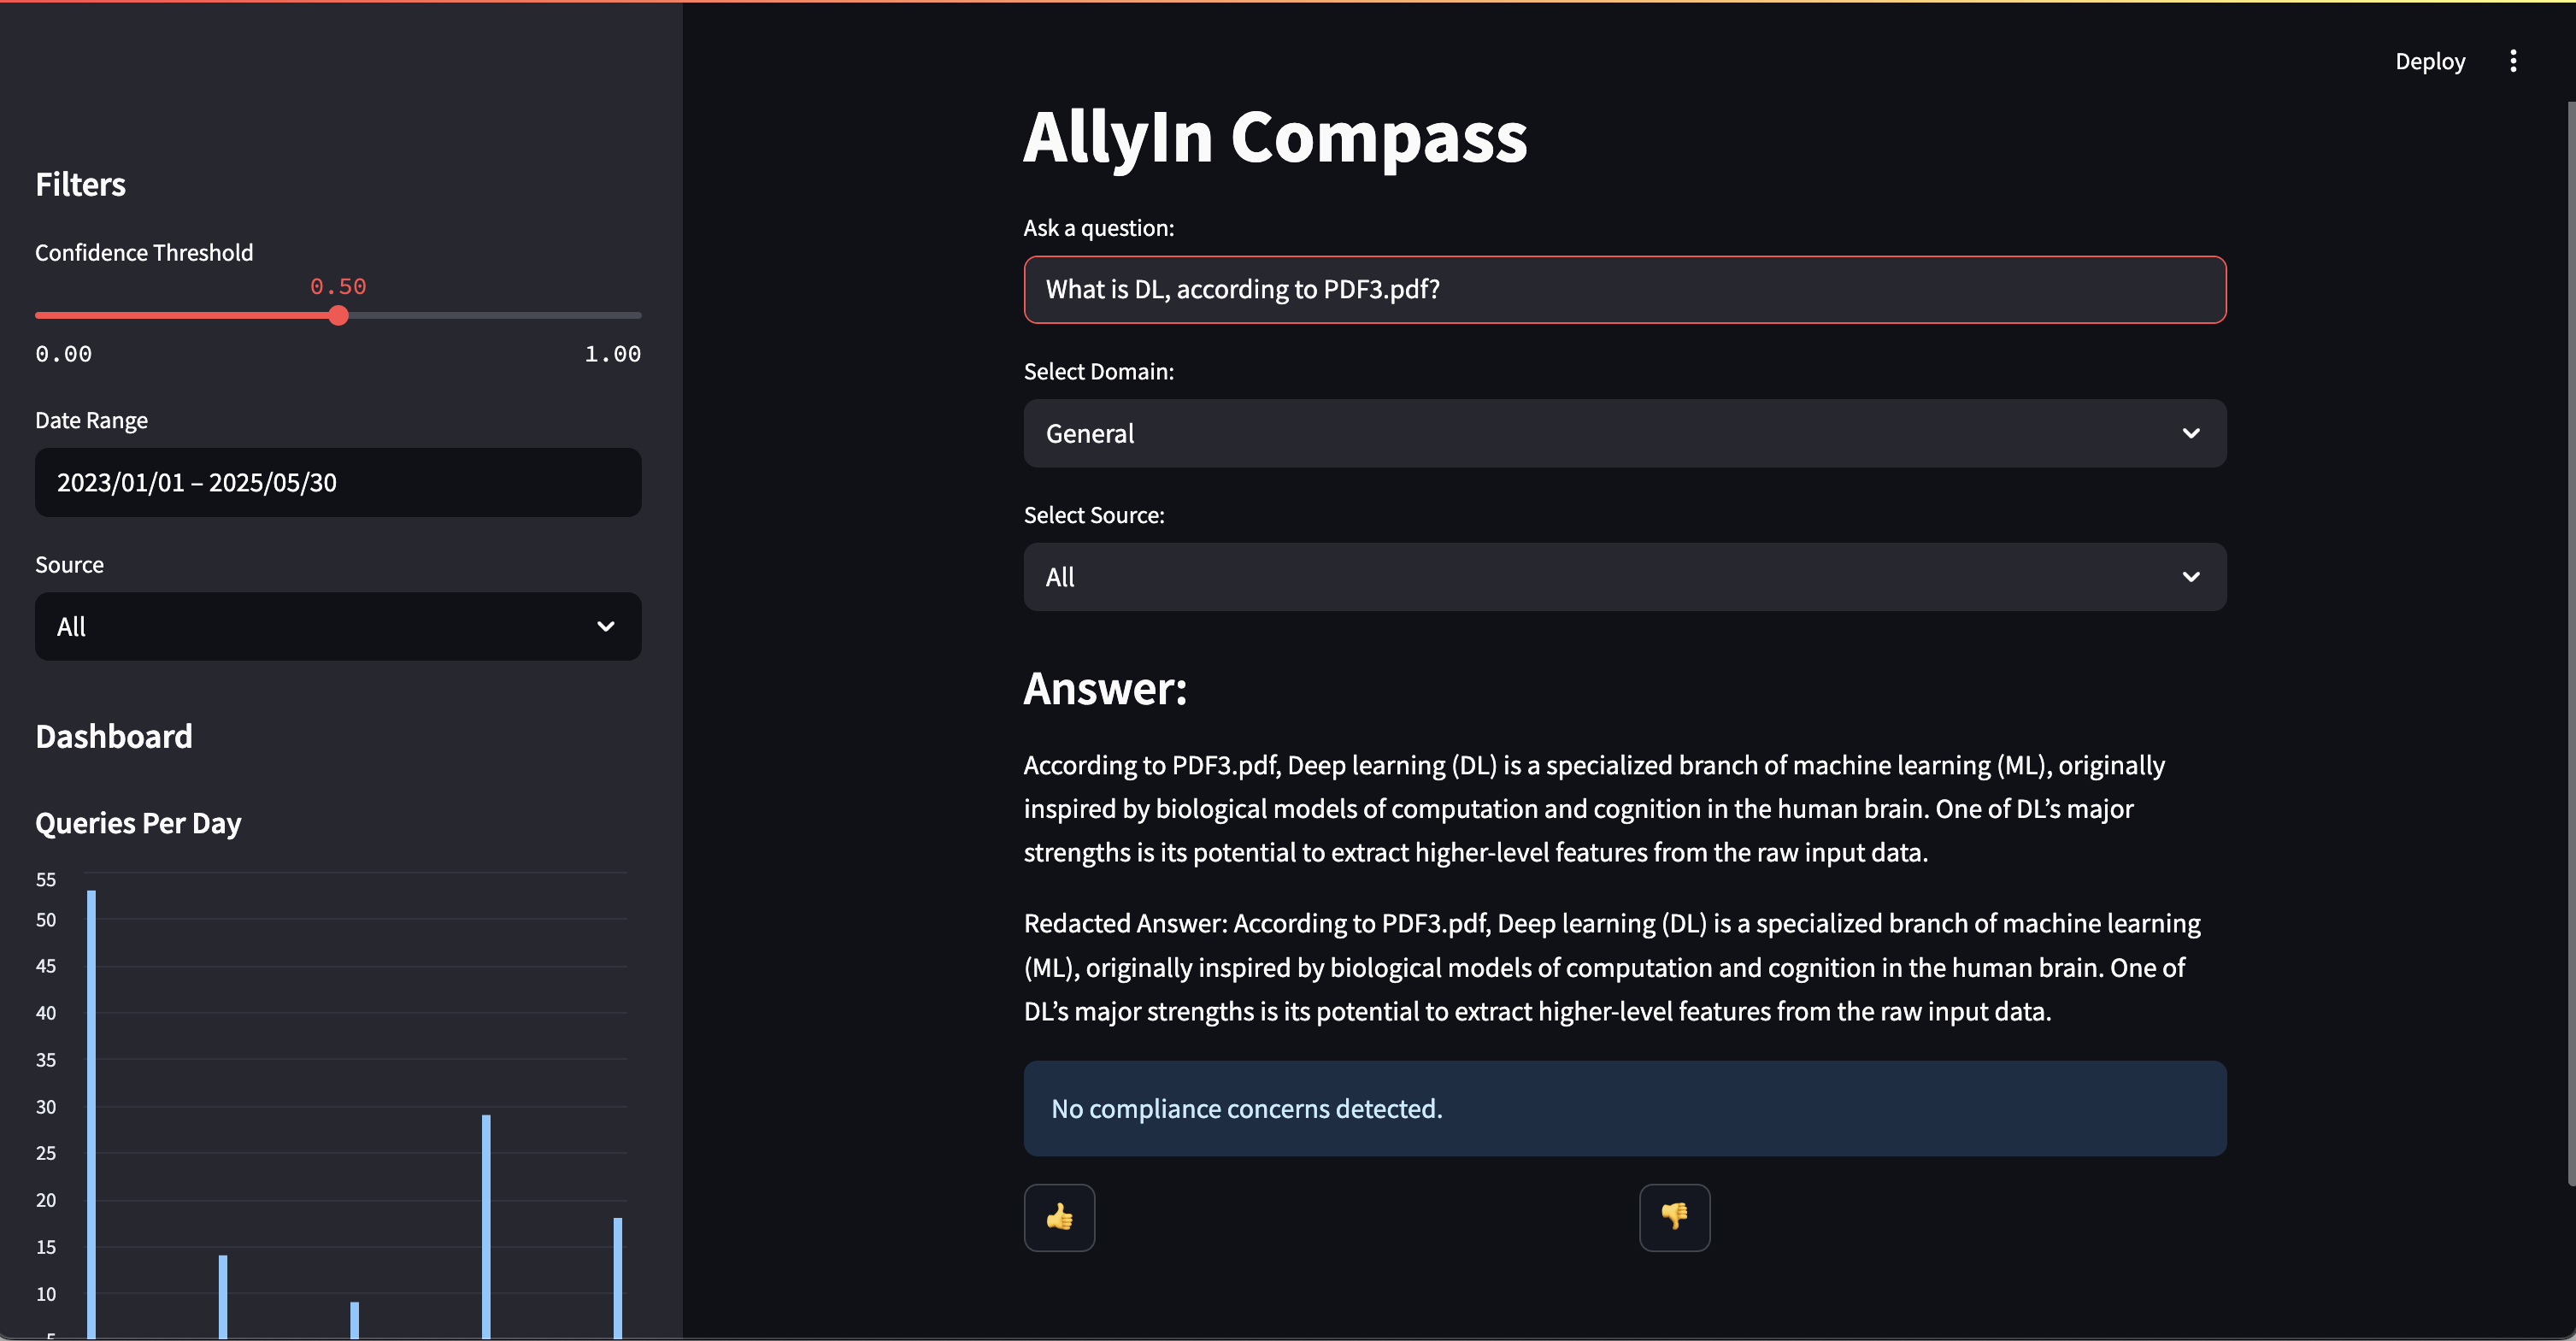 Deploy
Filters
Confidence Threshold
0.50
0.00 1.00
Date Range
2023/01/01 – 2025/05/30
Source
All
Dashboard
Queries Per Day
55
50
45
40
35
30
25
20
15
10
AllyIn Compass
Ask a question:
What is DL, according to PDF3.pdf?
Select Domain:
General
Select Source:
All
Answer:
According to PDF3.pdf, Deep learning (DL) is a specialized branch of machine learning (ML), originally
inspired by biological models of computation and cognition in the human brain. One of DL’s major
strengths is its potential to extract higher-level features from the raw input data.
Redacted Answer: According to PDF3.pdf, Deep learning (DL) is a specialized branch of machine learning
(ML), originally inspired by biological models of computation and cognition in the human brain. One of
DL’s major strengths is its potential to extract higher-level features from the raw input data.
No compliance concerns detected.